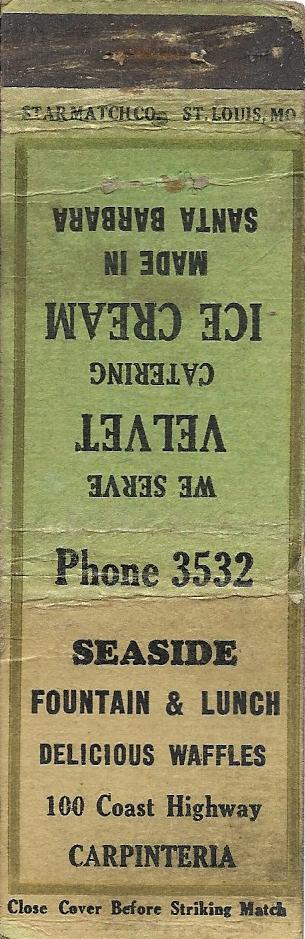 STAR MATCH CO., ST. LOUIS, MO
WE SERVE
VELVET
CATERING
ICE CREAM
MADE IN
SANTA BARBARA
Phone 3532
SEASIDE
FOUNTAIN & LUNCH
DELICIOUS WAFFLES
100 Coast Highway
CARPINTERIA
Close Cover Before Striking Match